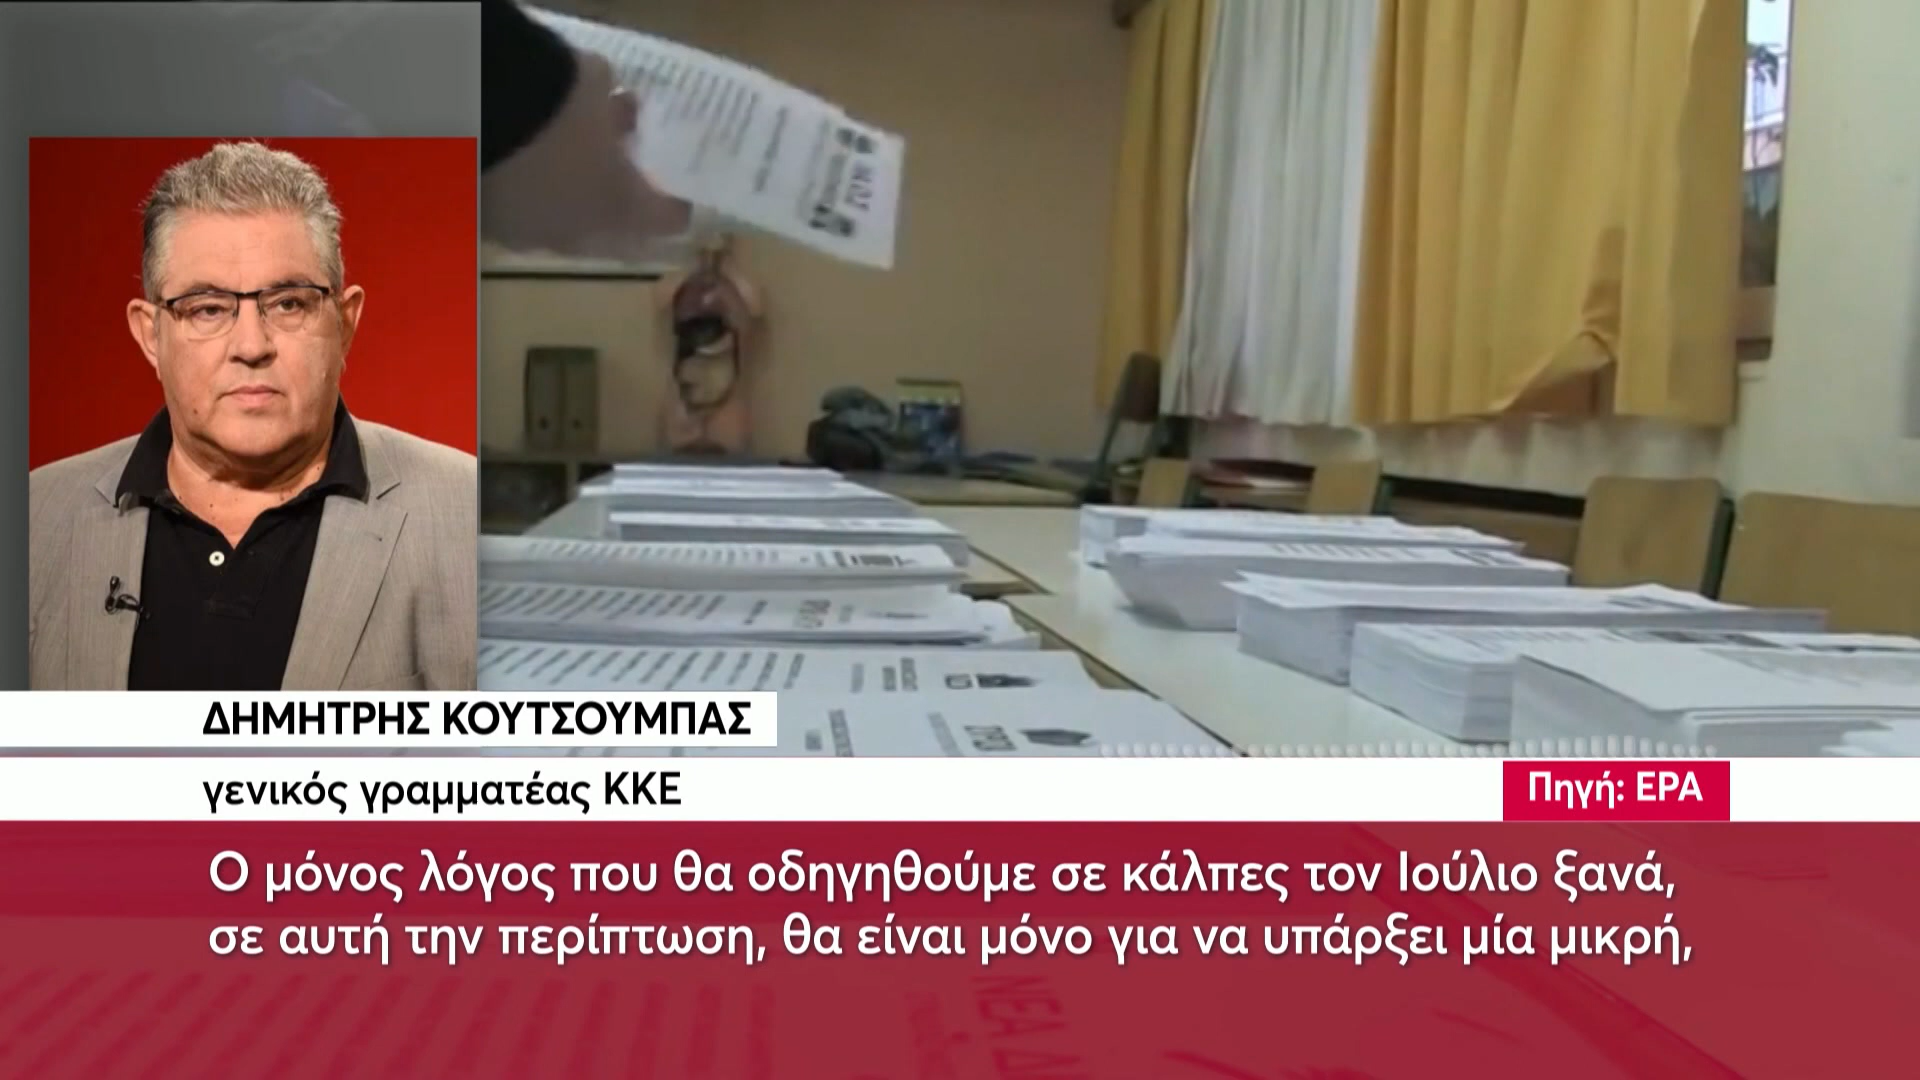 ΔΗΜΗΤΡΗΣ ΚΟΥΤΣΟΥΜΠΑΣ
γενικός γραμματέας ΚΚΕ
Πηγή: ΕΡΑ
Ο μόνος λόγος που θα οδηγηθούμε σε κάλπες τον Ιούλιο ξανά,
σε αυτή την περίπτωση, θα είναι μόνο για να υπάρξει μία μικρή,